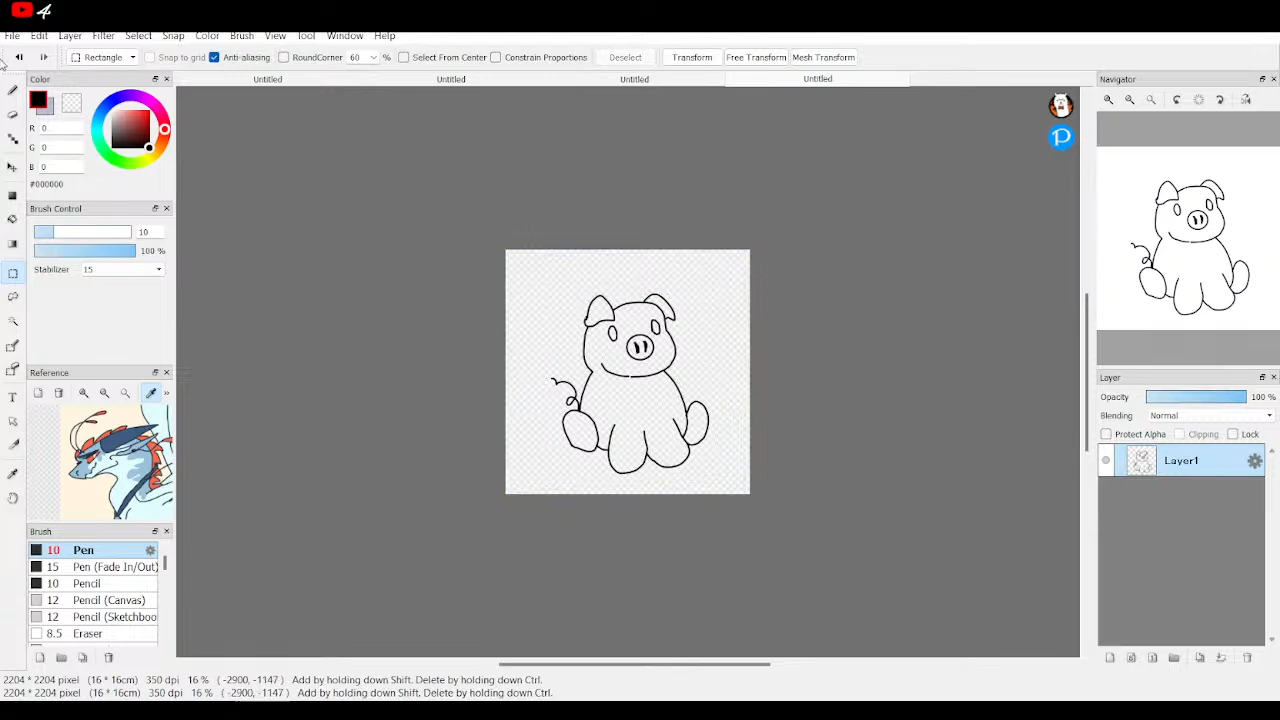 4
File Edit Layer Filter Select Snap Color Brush View Tool Window Help
Rectangle Snap to grid Anti-aliasing RoundCorner 60 % Select From Center Constrain Proportions Deselect Transform Free Transform Mesh Transform
Color
Untitled Untitled Untitled Untitled
Navigator
R 0
G 0
B 0
#000000
Brush Control
10
100 %
Stabilizer 15
Reference
Layer
Opacity 100 %
Blending Normal
Protect Alpha Clipping Lock
Layer1
Brush
10 Pen
15 Pen (Fade In/Out)
10 Pencil
12 Pencil (Canvas)
12 Pencil (Sketchboo
8.5 Eraser
2204 * 2204 pixel (16 * 16cm) 350 dpi 16 % ( -2900, -1147) Add by holding down Shift. Delete by holding down Ctrl.
2204 * 2204 pixel (16 * 16cm) 350 dpi 16 % ( -2900, -1147) Add by holding down Shift. Delete by holding down Ctrl.